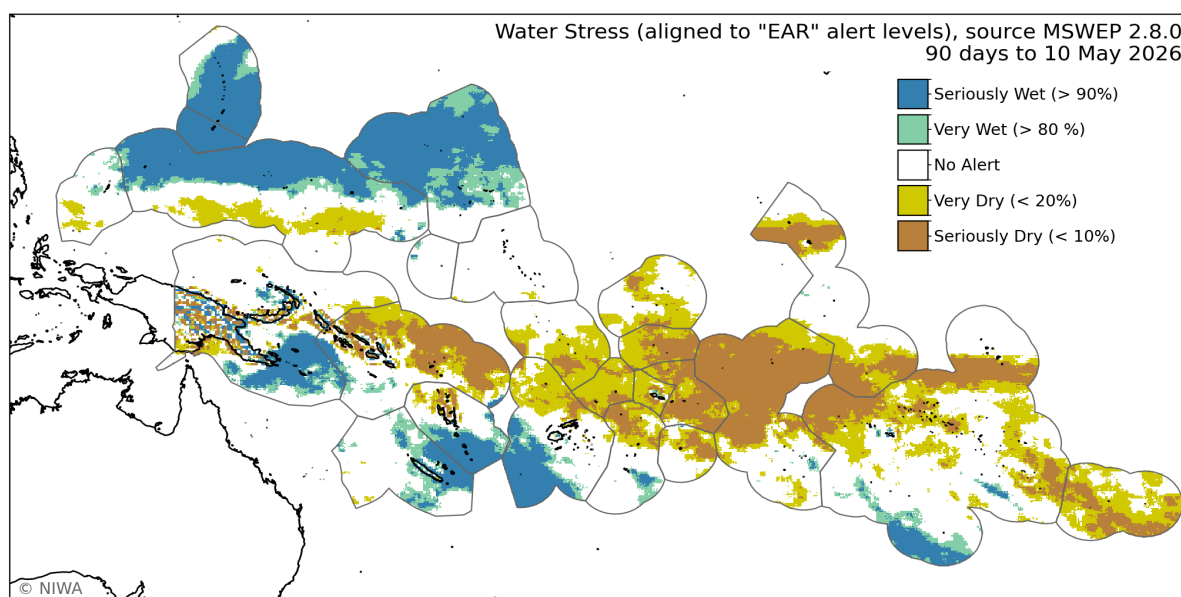 Water Stress (aligned to "EAR" alert levels), source MSWEP 2.8.0
90 days to 10 May 2026
Seriously Wet (> 90%)
Very Wet (> 80 %)
No Alert
Very Dry (< 20%)
Seriously Dry (< 10%)
© NIWA